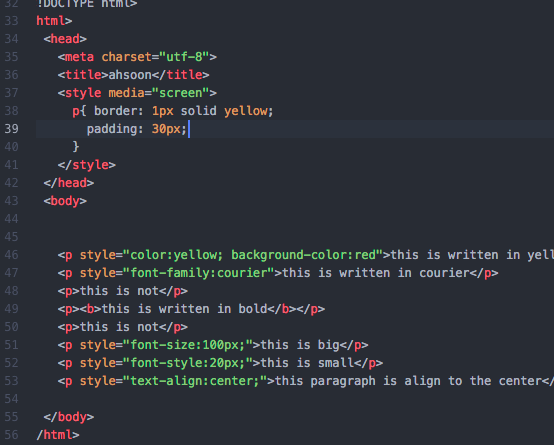 32 !DOCTYPE html>
33 html>
34 <head>
35 <meta charset="utf-8">
36 <title>ahsoon</title>
37 <style media="screen">
38 p{ border: 1px solid yellow;
39 padding: 30px;
40 }
41 </style>
42 </head>
43 <body>
44
45
46 <p style="color:yellow; background-color:red">this is written in yell
47 <p style="font-family:courier">this is written in courier</p>
48 <p>this is not</p>
49 <p><b>this is written in bold</b></p>
50 <p>this is not</p>
51 <p style="font-size:100px;">this is big</p>
52 <p style="font-style:20px;">this is small</p>
53 <p style="text-align:center;">this paragraph is align to the center</
54
55 </body>
56 /html>